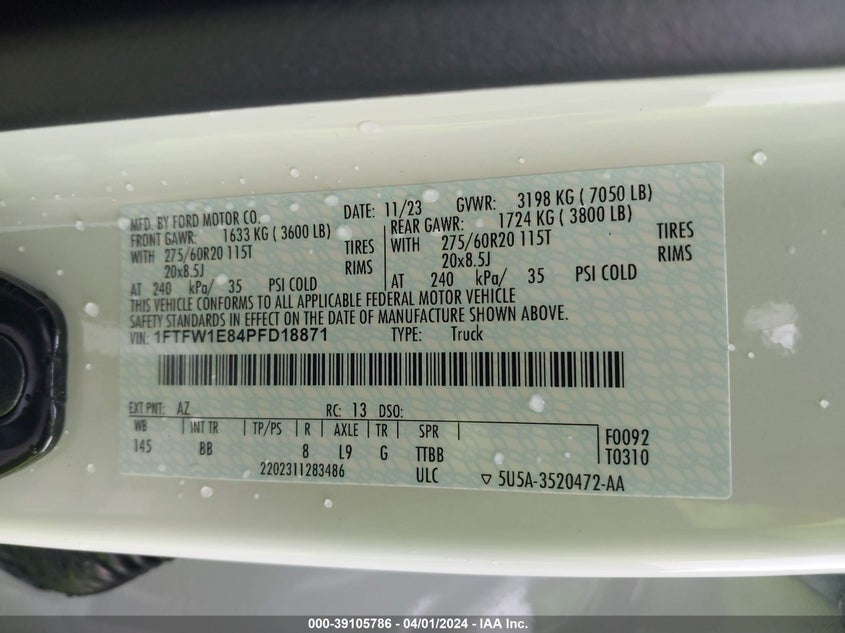 MFD. BY FORD MOTOR CO. DATE: 11/23 GVWR: 3198 KG ( 7050 LB)
FRONT GAWR: 1633 KG ( 3600 LB) REAR GAWR: 1724 KG ( 3800 LB)
WITH 275/60R20 115T TIRES WITH 275/60R20 115T TIRES
20x8.5J RIMS 20x8.5J RIMS
AT 240 kPa/ 35 PSI COLD AT 240 kPa/ 35 PSI COLD
THIS VEHICLE CONFORMS TO ALL APPLICABLE FEDERAL MOTOR VEHICLE
SAFETY STANDARDS IN EFFECT ON THE DATE OF MANUFACTURE SHOWN ABOVE.
VIN: 1FTFW1E84PFD18871 TYPE: Truck
EXT PNT: AZ RC: 13 DSO:
WB INT TR TP/PS R AXLE TR SPR F0092
145 BB 8 L9 G TTBB T0310
2202311283486 ULC ▽ 5U5A-3520472-AA
000-39105786 - 04/01/2024 - IAA Inc.